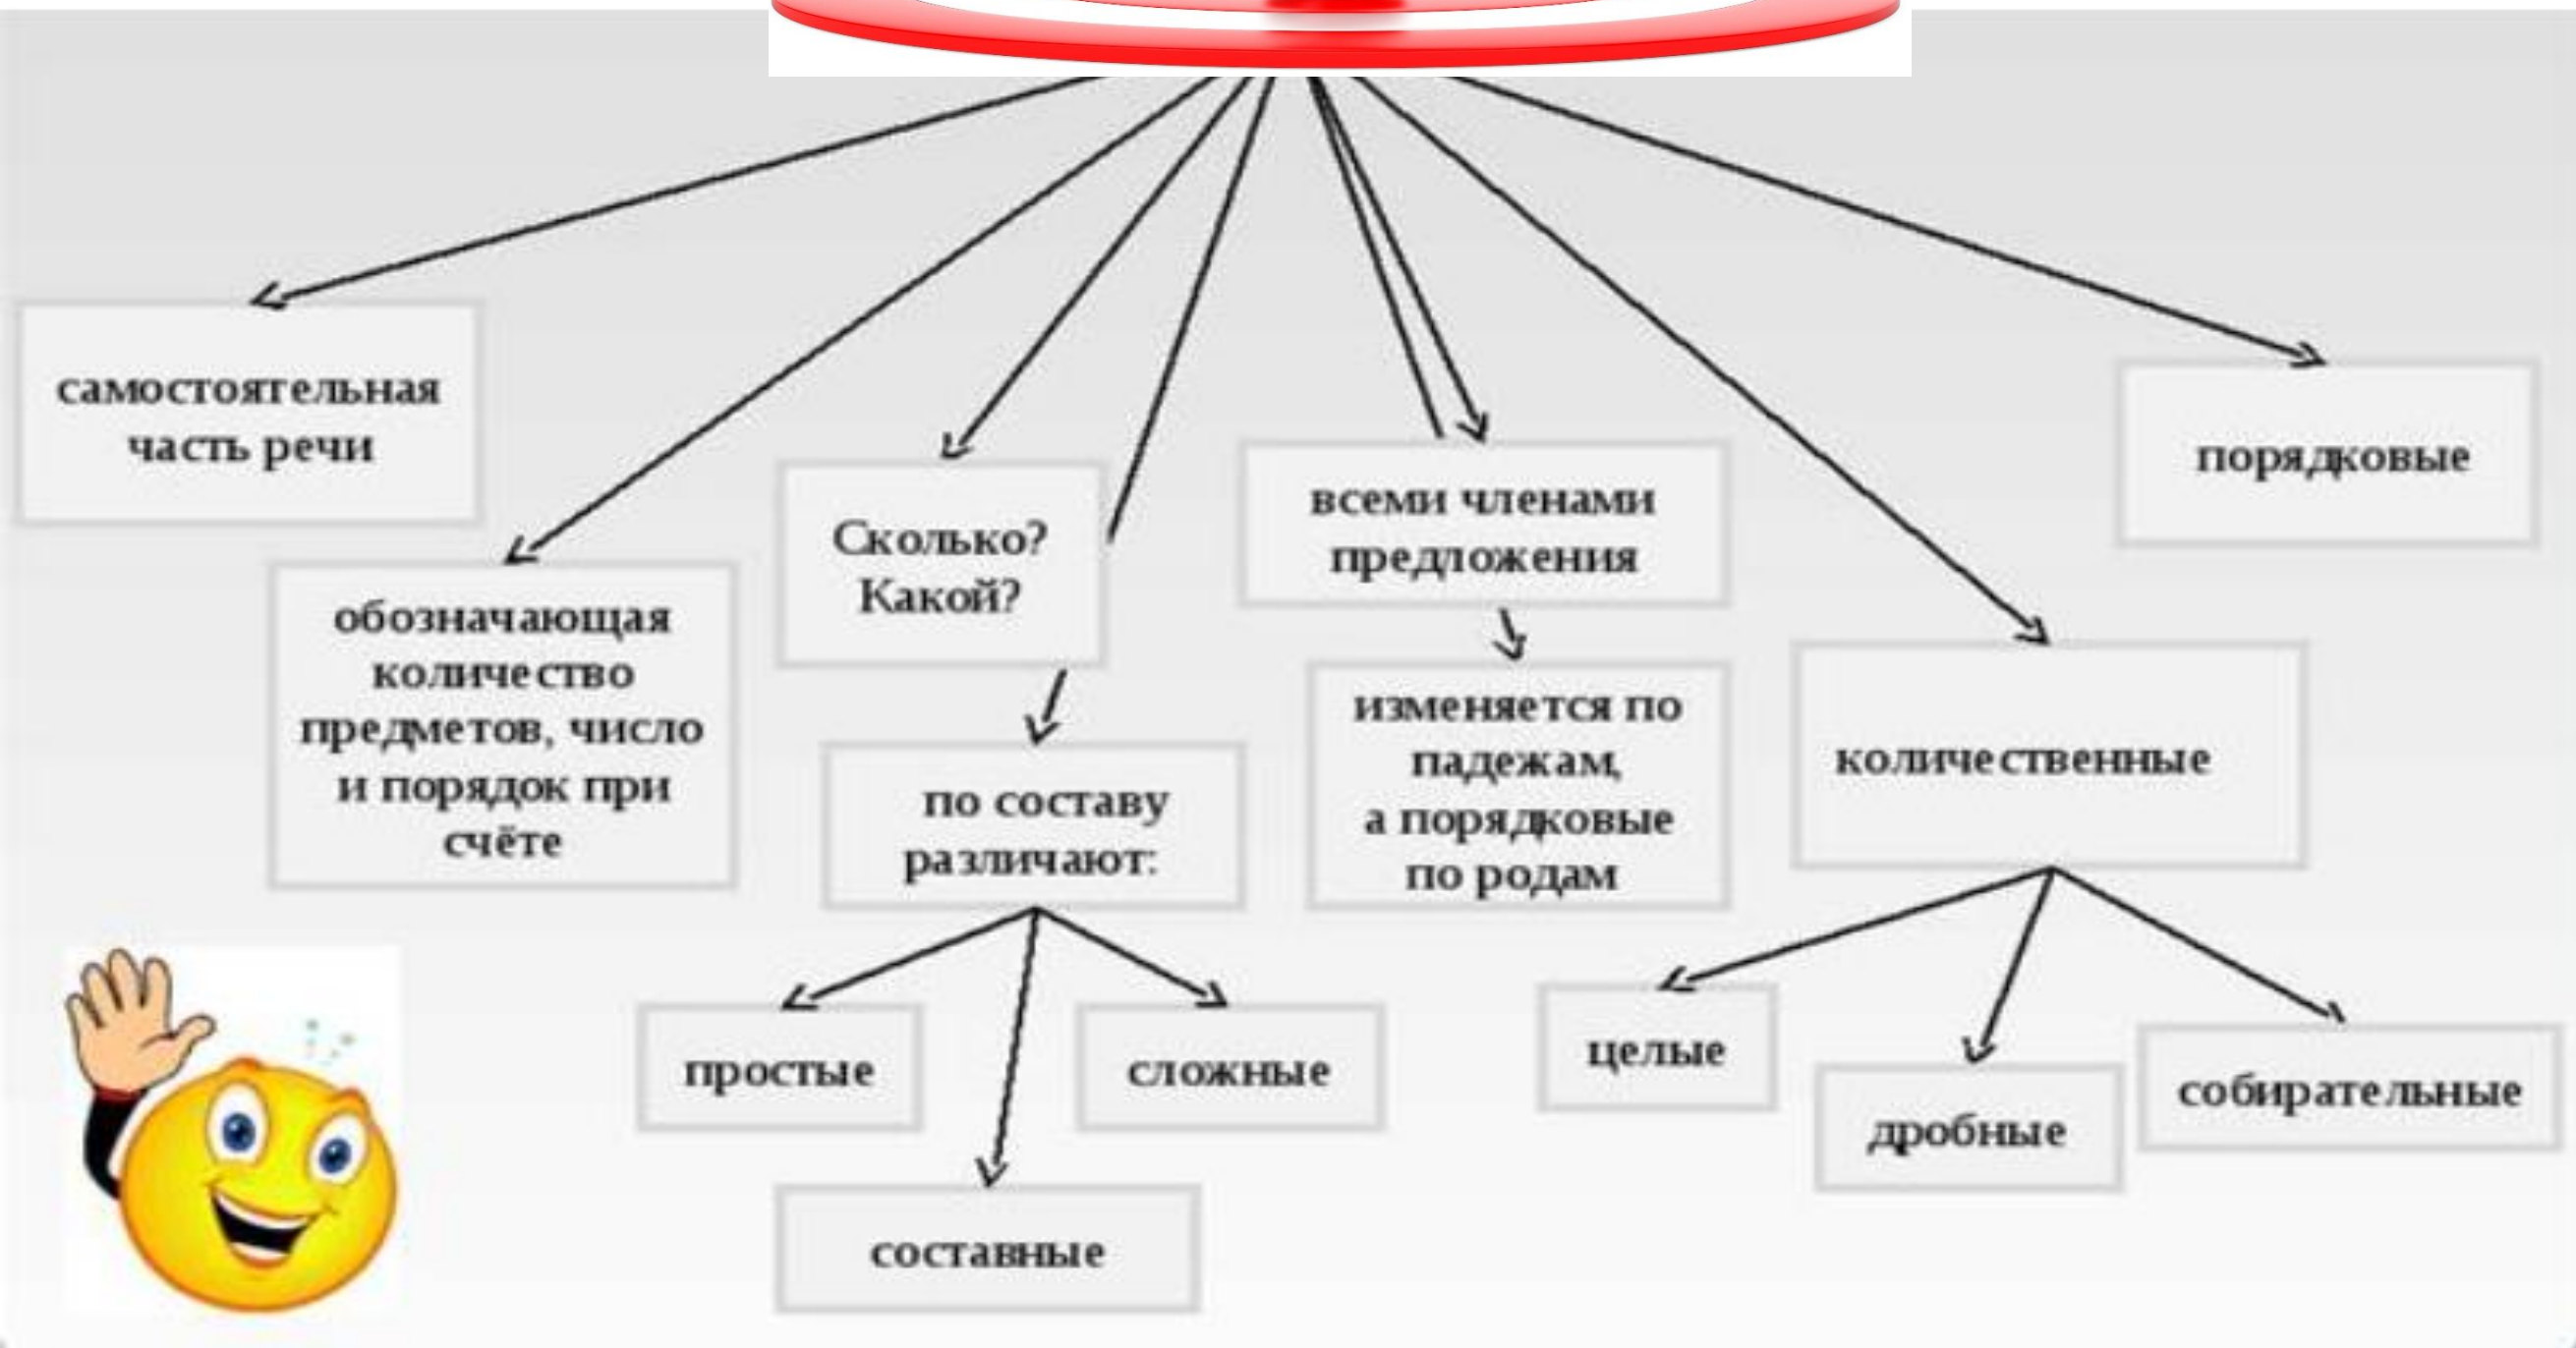 самостоятельная
часть речи
обозначающая
количество
предметов, число
и порядок при
счёте
Сколько?
Какой?
по составу
различают:
простые
составные
сложные
всеми членами
предложения
изменяется по
падежам,
а порядковые
по родам
количественные
целые
дробные
собирательные
порядковые